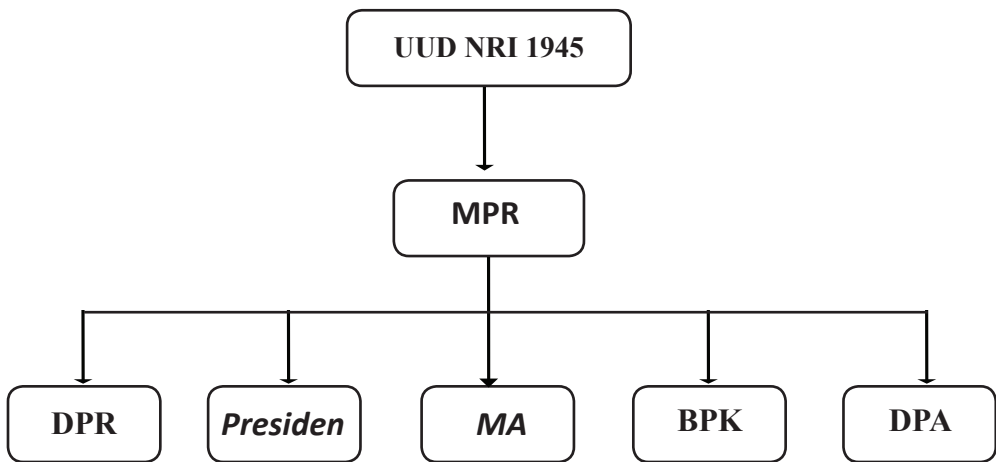 UUD NRI 1945
MPR
DPR
Presiden
MA
BPK
DPA